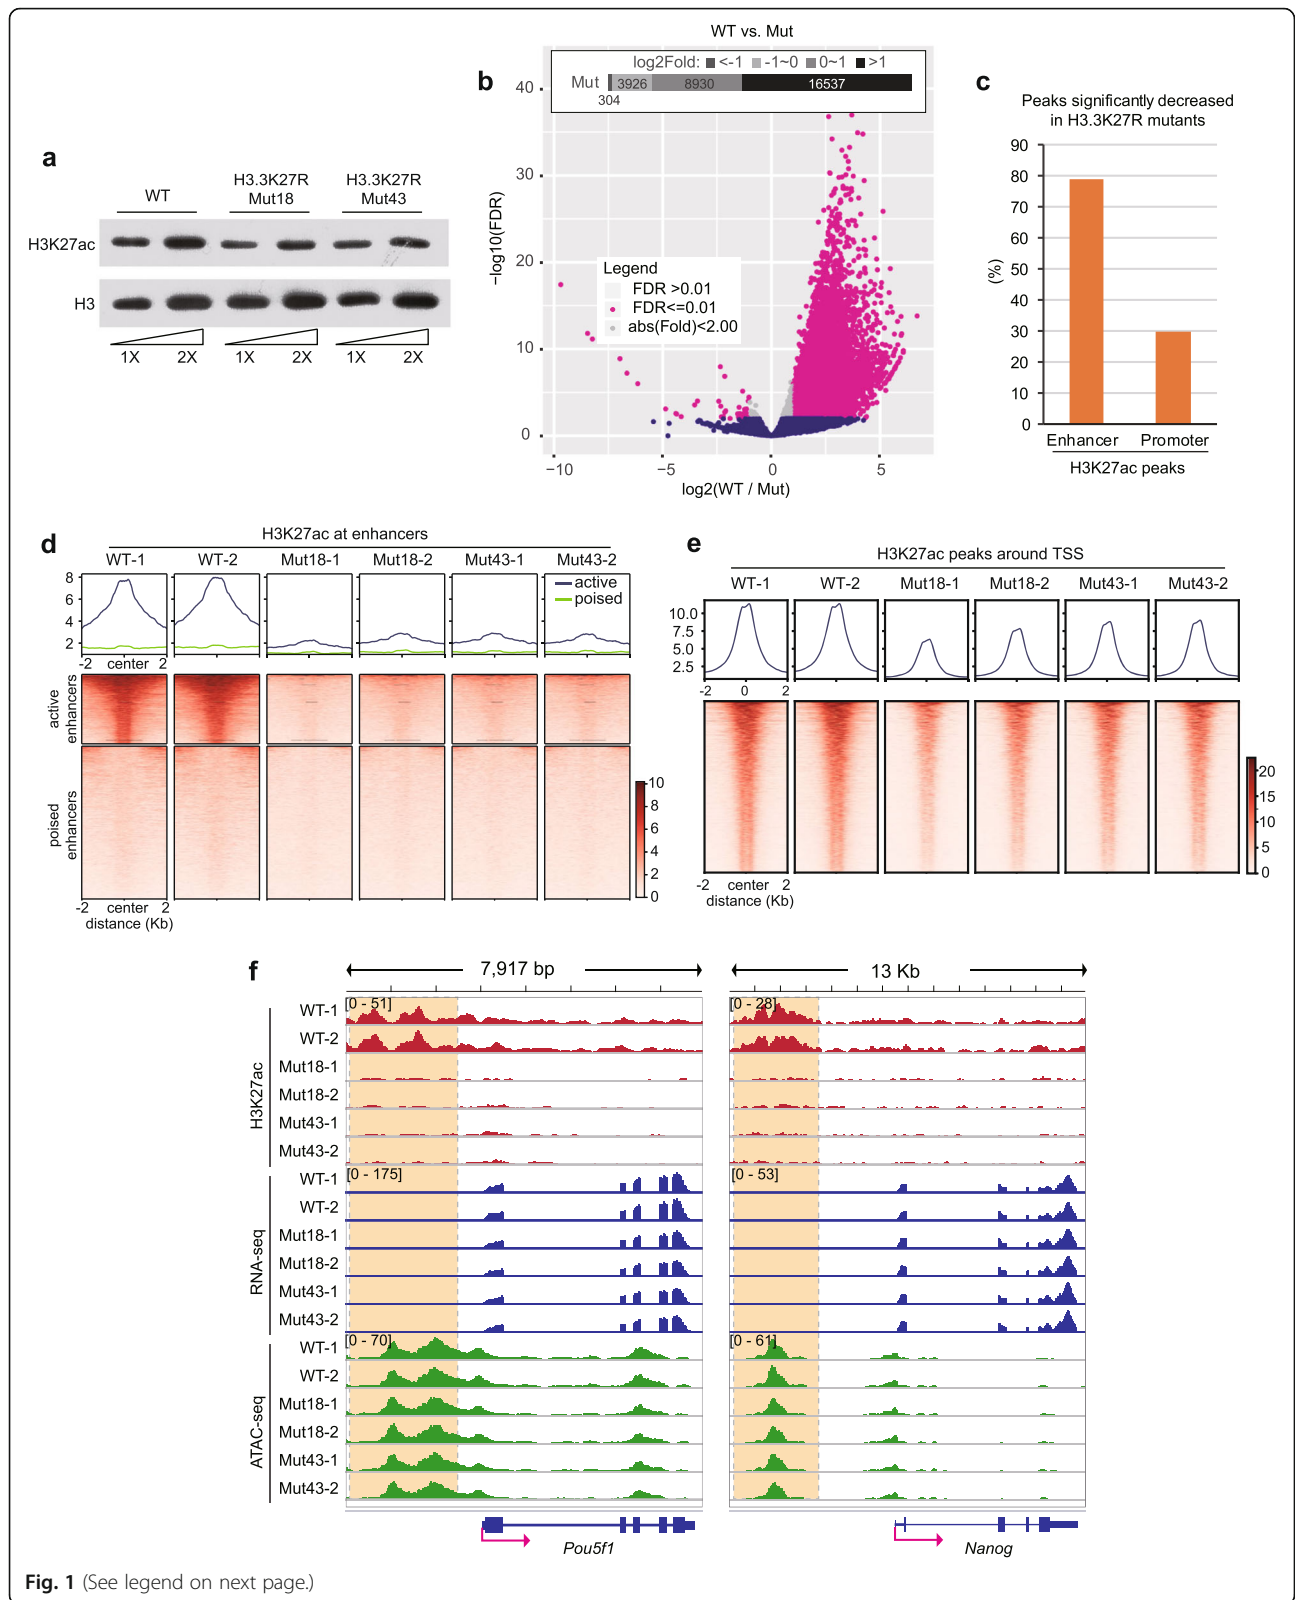 a
WT
H3.3K27R
Mut18
H3.3K27R
Mut43
H3K27ac
H3
1X
2X
1X
2X
1X
2X
b
WT vs. Mut
log2Fold: <-1 -1~0 0~1 >1
Mut 3926 8930 16537
304
40
30
20
10
0
−log10(FDR)
Legend
FDR >0.01
FDR<=0.01
abs(Fold)<2.00
−10
−5
0
5
log2(WT / Mut)
c
Peaks significantly decreased
in H3.3K27R mutants
90
80
70
60
50
40
30
20
10
0
(%)
Enhancer
Promoter
H3K27ac peaks
d
H3K27ac at enhancers
WT-1
WT-2
Mut18-1
Mut18-2
Mut43-1
Mut43-2
8
6
4
2
active
poised
-2 center 2
active
enhancers
poised
enhancers
10
8
6
4
2
0
-2 center 2
distance (Kb)
e
H3K27ac peaks around TSS
WT-1
WT-2
Mut18-1
Mut18-2
Mut43-1
Mut43-2
10.0
7.5
5.0
2.5
-2 0 2
20
15
10
5
0
-2 center 2
distance (Kb)
f
7,917 bp
13 Kb
H3K27ac
WT-1
[0 - 51]
[0 - 28]
WT-2
Mut18-1
Mut18-2
Mut43-1
Mut43-2
RNA-seq
WT-1
[0 - 175]
[0 - 53]
WT-2
Mut18-1
Mut18-2
Mut43-1
Mut43-2
ATAC-seq
WT-1
[0 - 70]
[0 - 61]
WT-2
Mut18-1
Mut18-2
Mut43-1
Mut43-2
Pou5f1
Nanog
Fig. 1 (See legend on next page.)